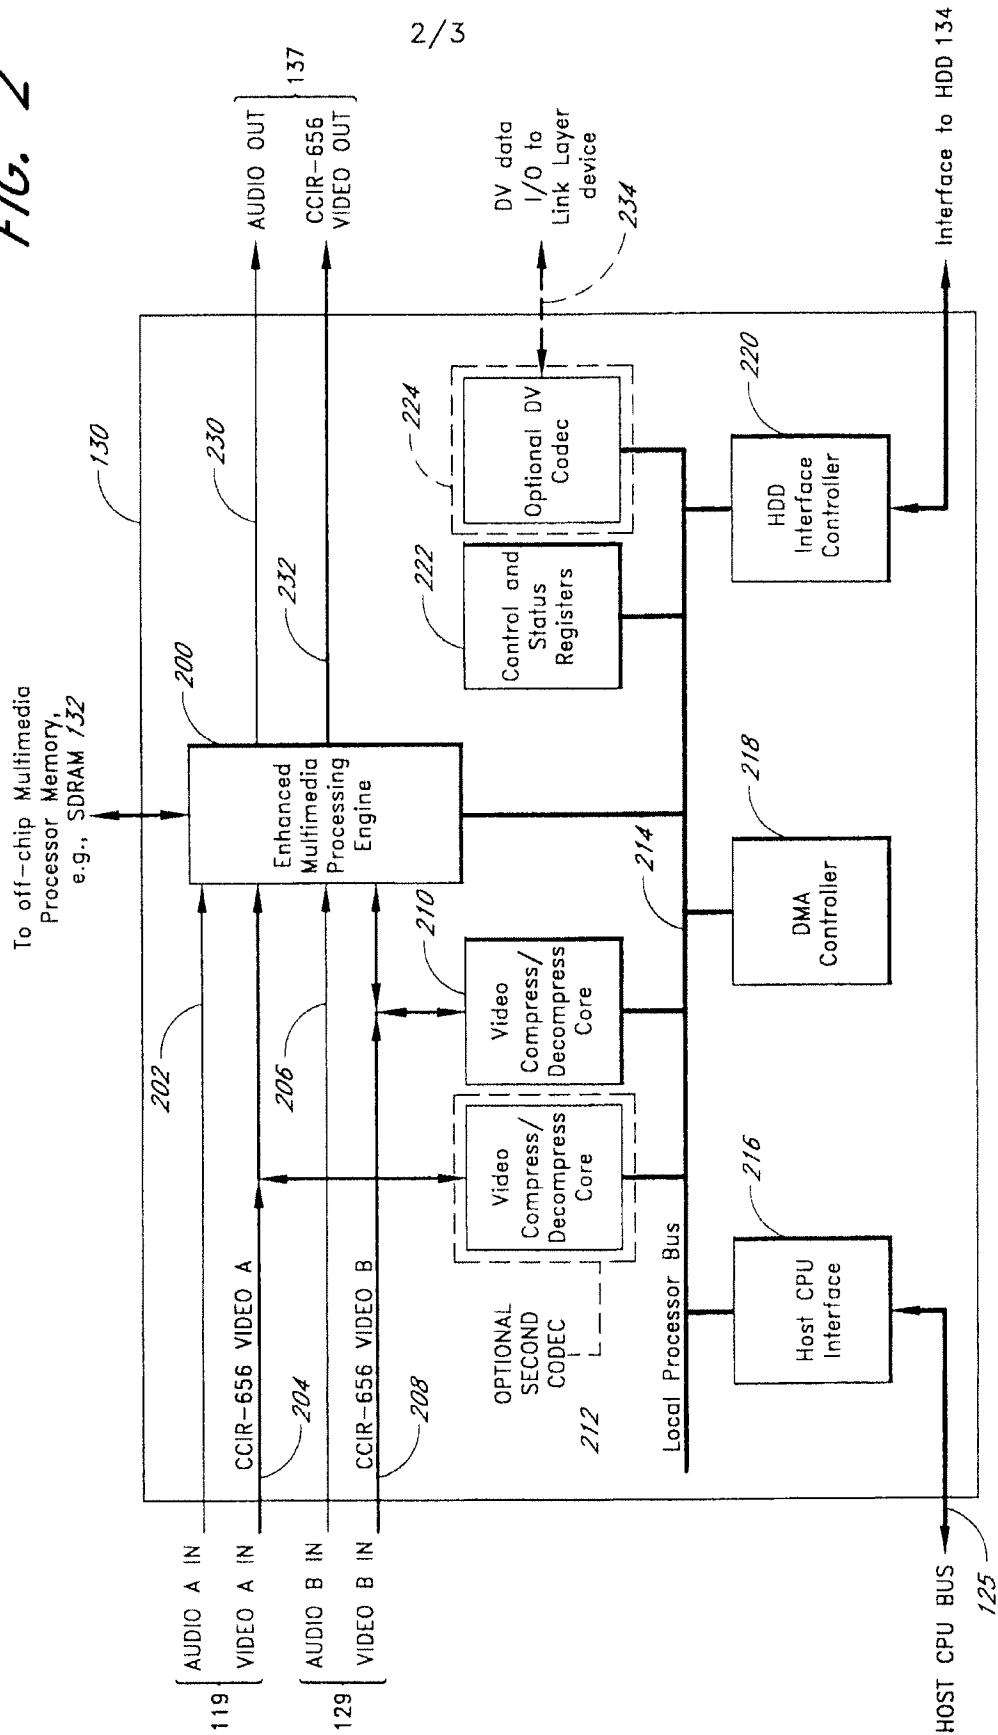 2/3
FIG. 2
To off-chip Multimedia
Processor Memory,
e.g., SDRAM 132
130
119
AUDIO A IN
VIDEO A IN
129
AUDIO B IN
VIDEO B IN
202
CCIR-656 VIDEO A
204
206
CCIR-656 VIDEO B
208
200
Enhanced
Multimedia
Processing
Engine
230
232
AUDIO OUT
CCIR-656
VIDEO OUT
137
OPTIONAL
SECOND
CODEC
212
Video
Compress/
Decompress
Core
210
Video
Compress/
Decompress
Core
222
Control and
Status
Registers
224
Optional DV
Codec
DV data
I/O to
Link Layer
device
234
Local Processor Bus
214
216
Host CPU
Interface
218
DMA
Controller
220
HDD
Interface
Controller
HOST CPU BUS
125
Interface to HDD 134